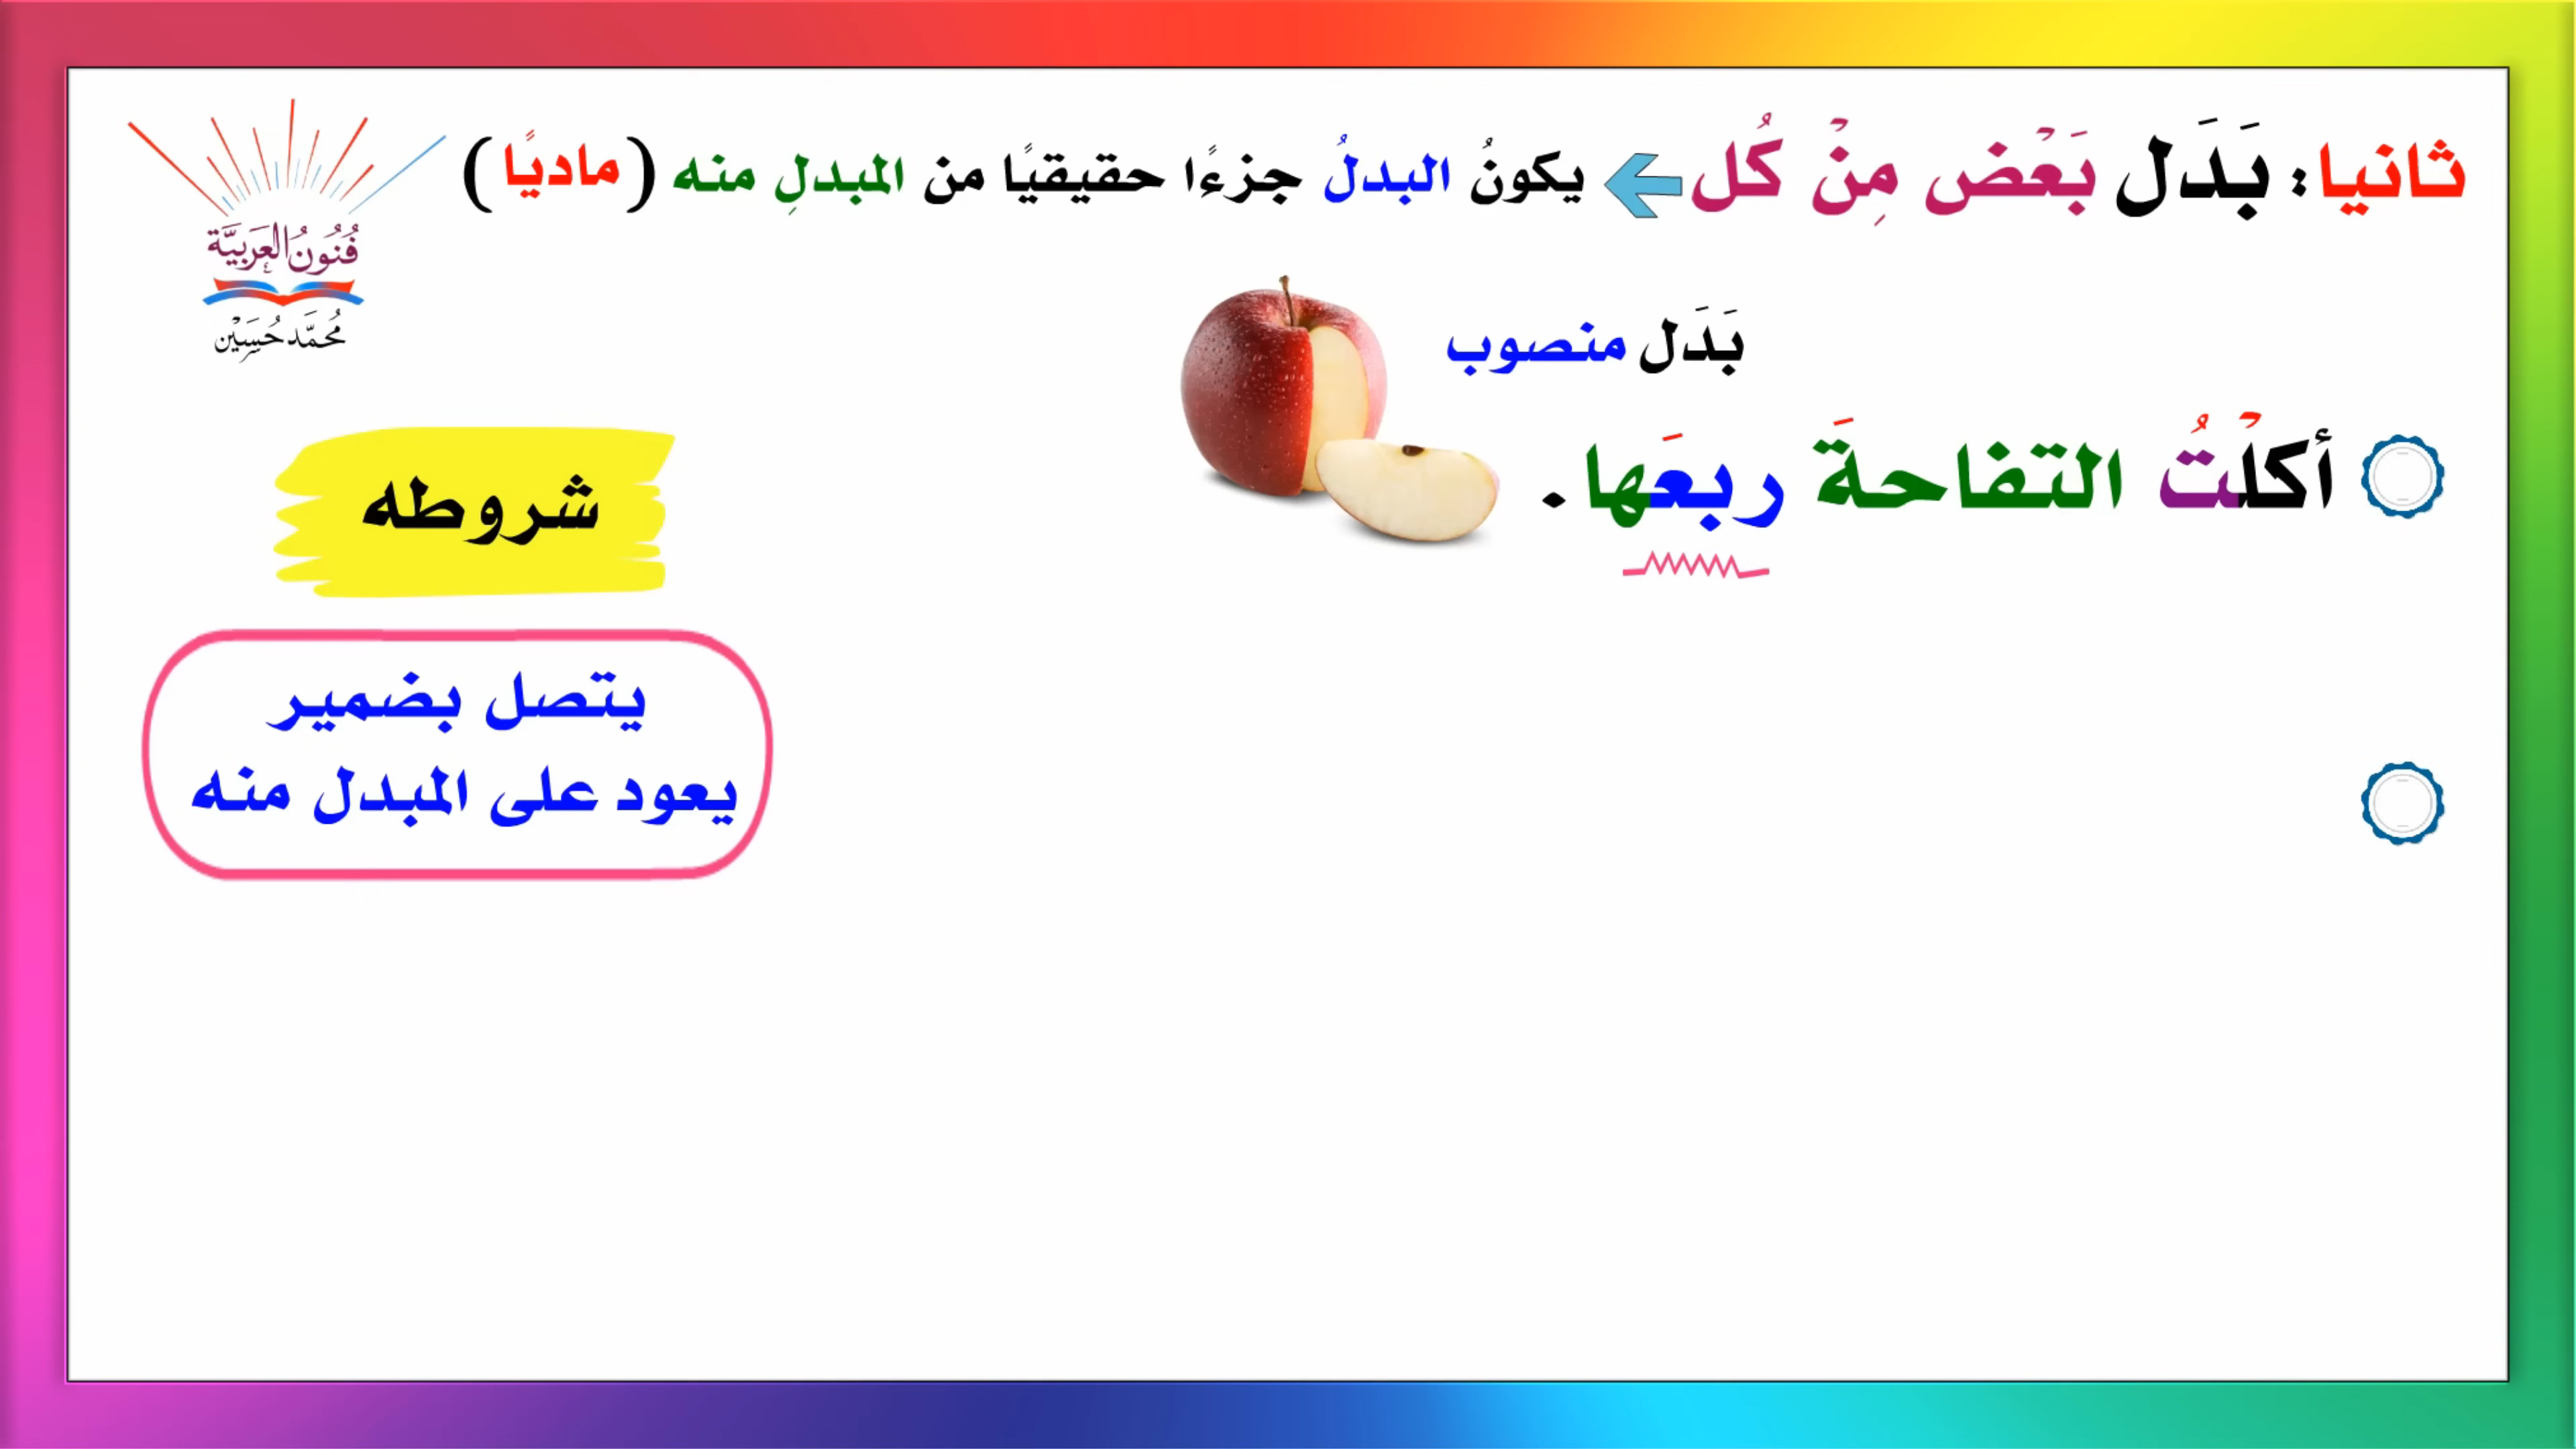 ثانيا: بَدَل بَعْض مِنْ كُل يكونُ البدلُ جزءًا حقيقيًا من المبدلِ منه (ماديًا)
فُنُونُ العَرَبِيَّة
مُحَمَّد حُسَيْن
بَدَل منصوب
أكلْتُ التفاحةَ ربعَها.
شروطه
يتصل بضمير
يعود على المبدل منه